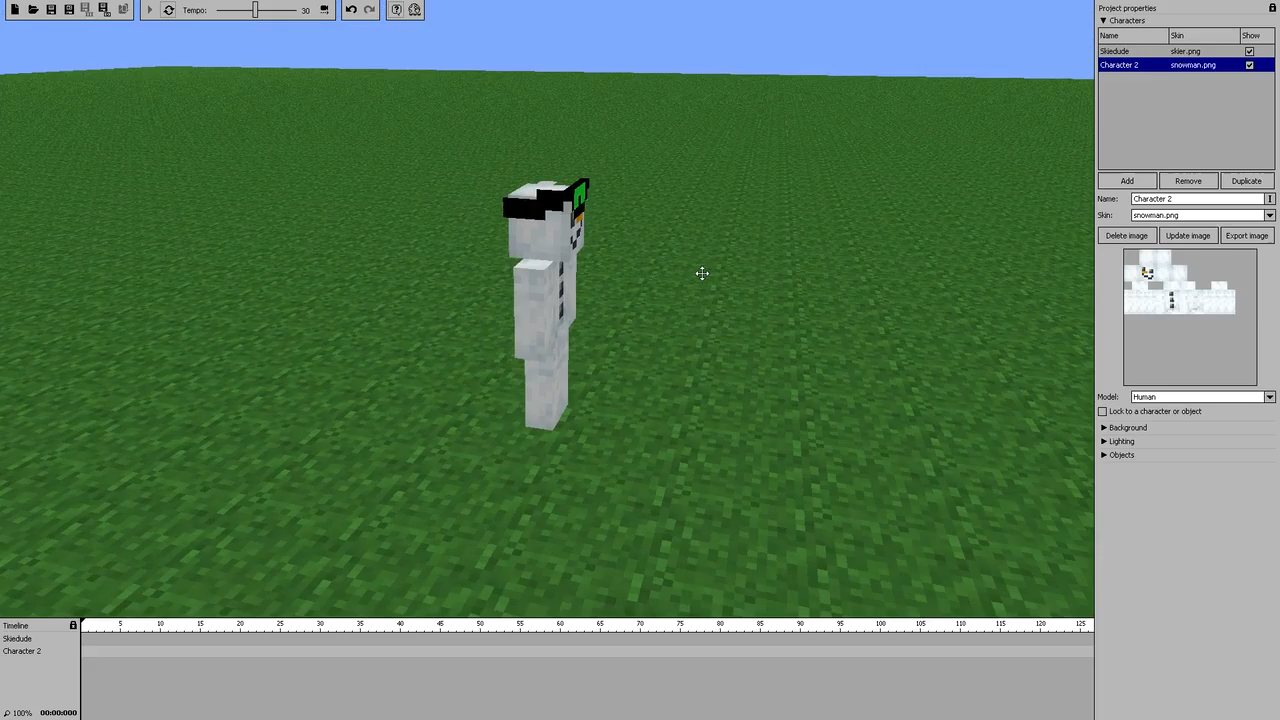 Tempo: 30
Project properties
Characters
Name Skin Show
Skiedude skier.png
Character 2 snowman.png
Add Remove Duplicate
Name: Character 2
Skin: snowman.png
Delete image Update image Export image
Model: Human
Lock to a character or object
Background
Lighting
Objects
Timeline
5 10 15 20 25 30 35 40 45 50 55 60 65 70 75 80 85 90 95 100 105 110 115 120 125
Skiedude
Character 2
100% 00:00:000